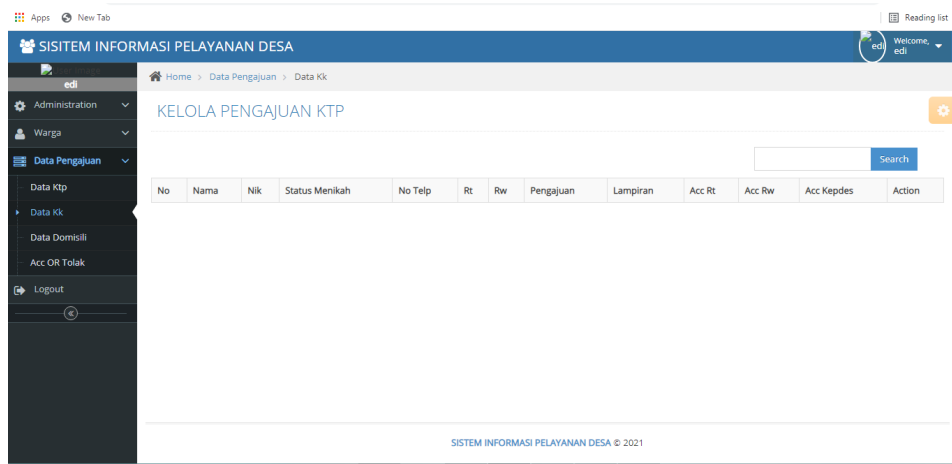 Apps New Tab Reading list
SISITEM INFORMASI PELAYANAN DESA
edi Welcome, edi
edi
Home > Data Pengajuan > Data Kk
Administration
Warga
Data Pengajuan
Data Ktp
Data Kk
Data Domisili
Acc OR Tolak
Logout
KELOLA PENGAJUAN KTP
Search
No Nama Nik Status Menikah No Telp Rt Rw Pengajuan Lampiran Acc Rt Acc Rw Acc Kepdes Action
SISTEM INFORMASI PELAYANAN DESA © 2021